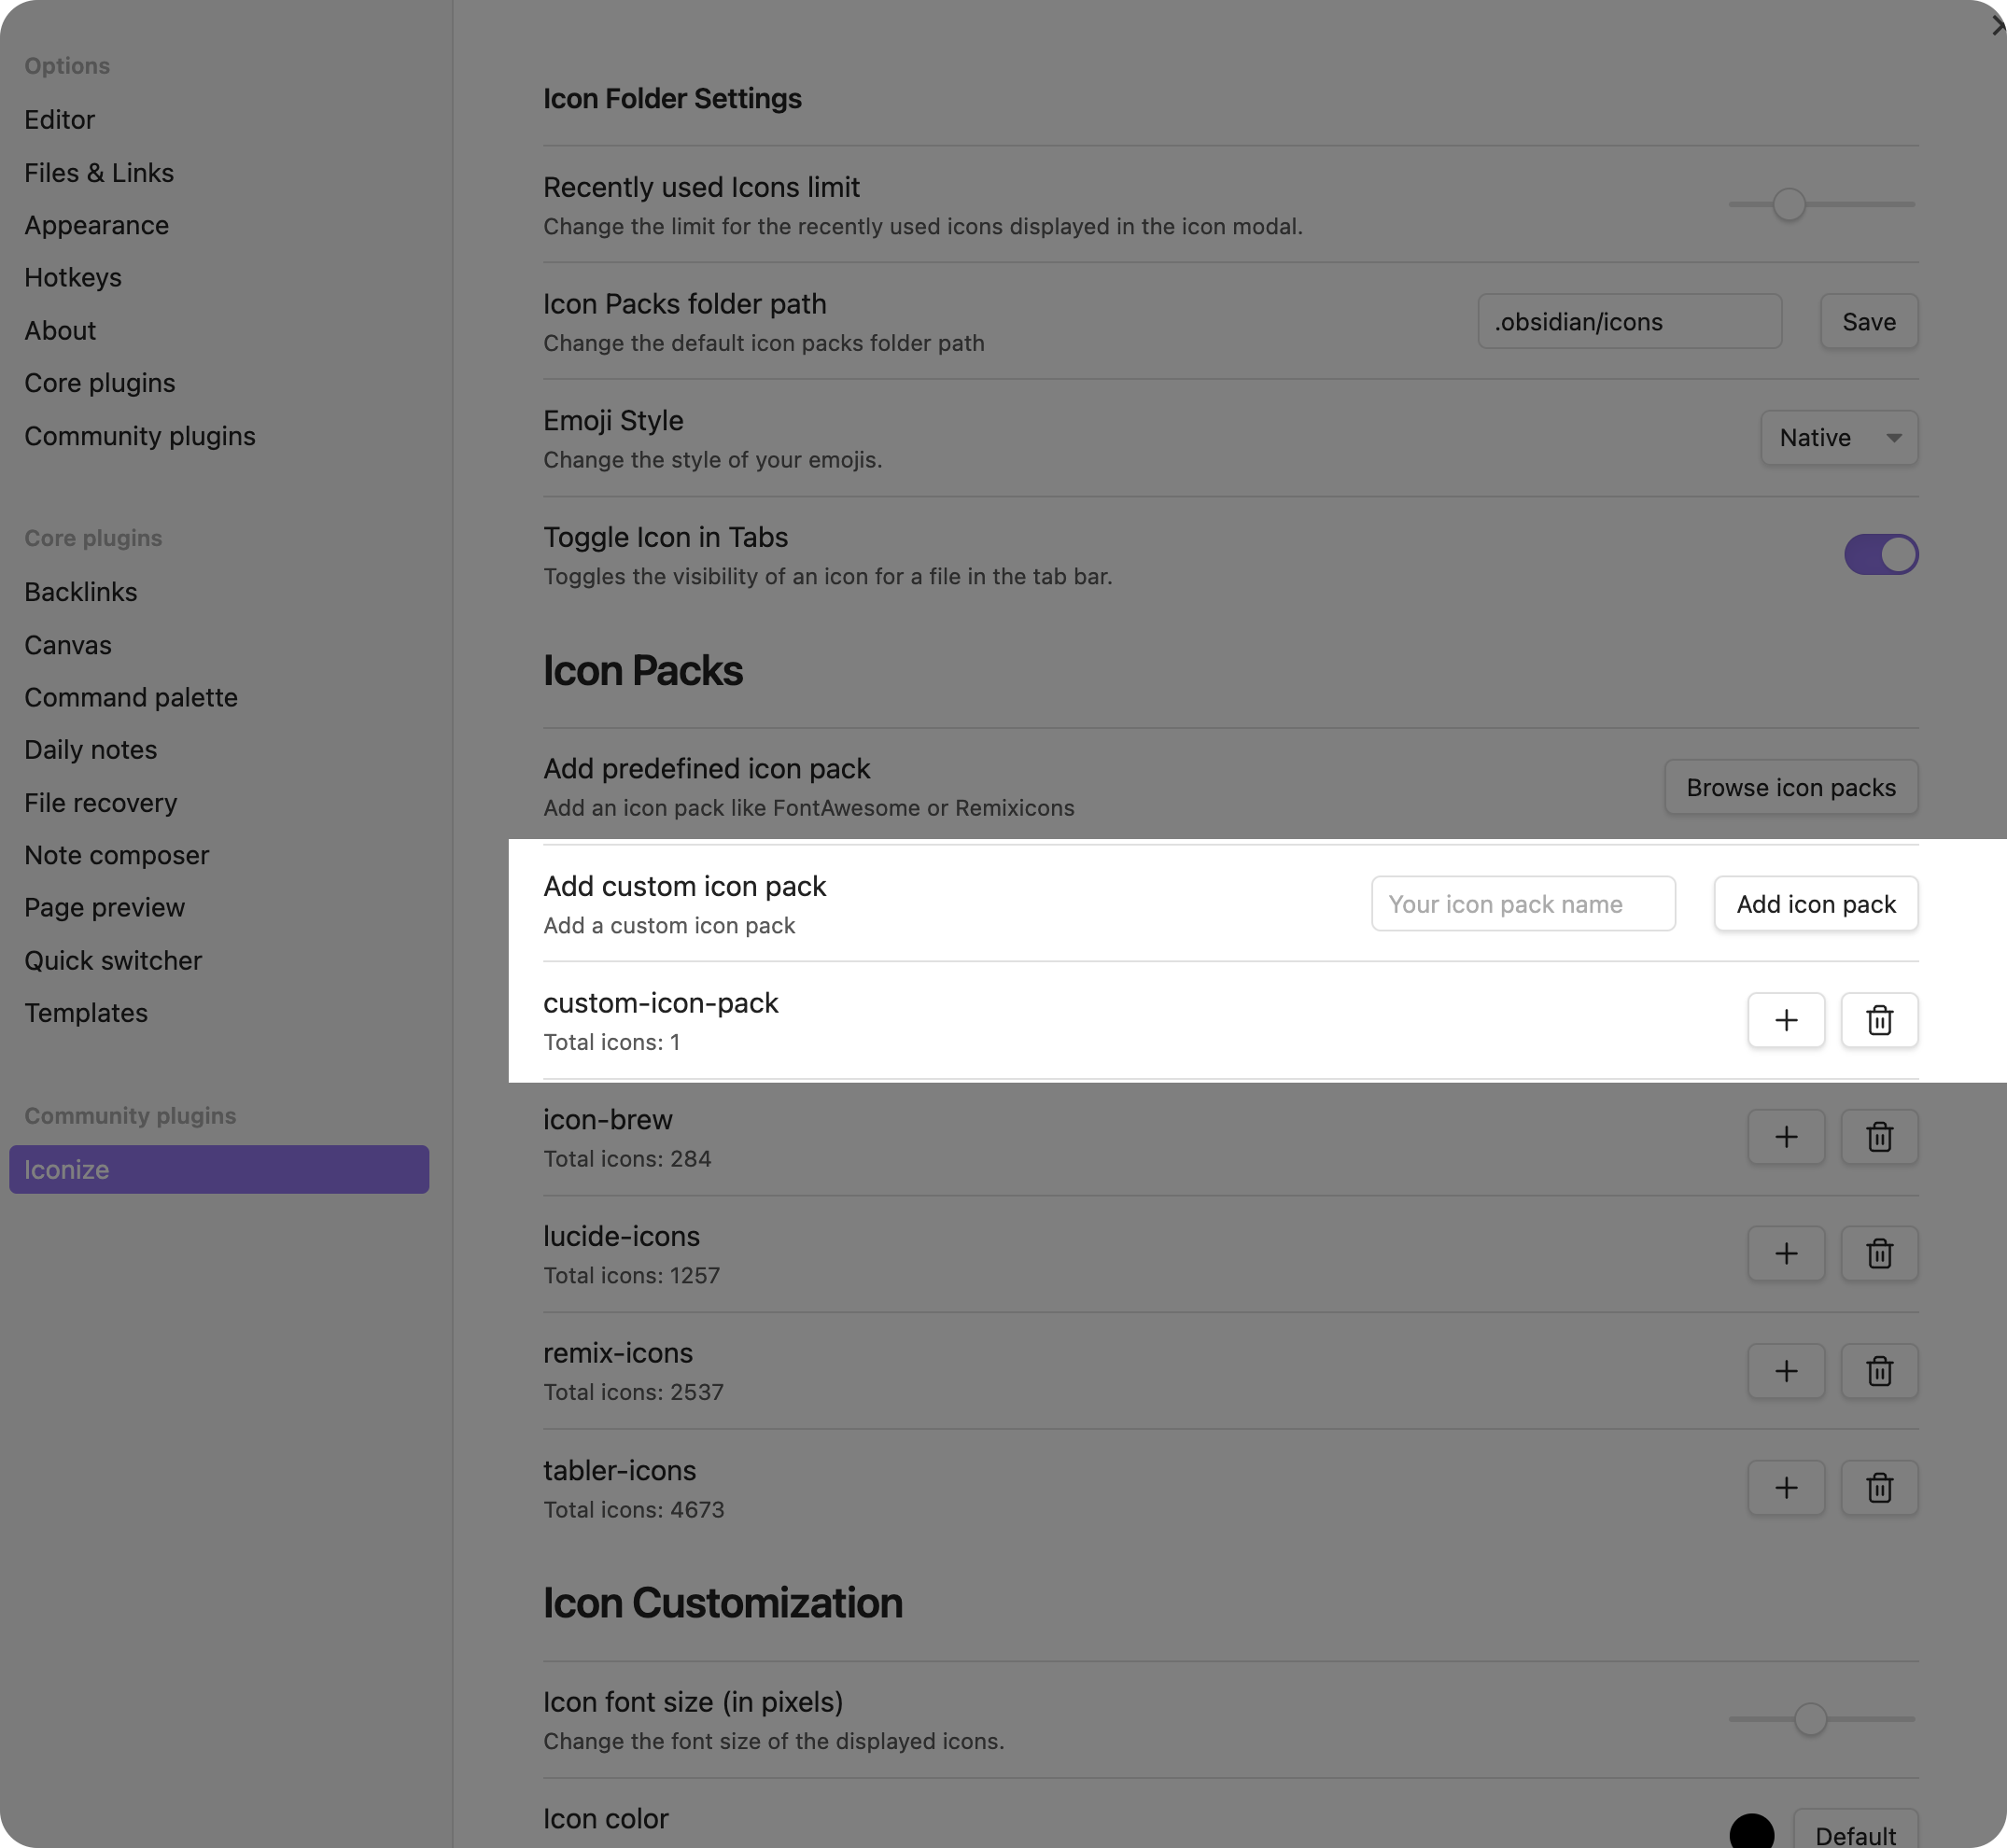 Options
Editor
Files & Links
Appearance
Hotkeys
About
Core plugins
Community plugins
Core plugins
Backlinks
Canvas
Command palette
Daily notes
File recovery
Note composer
Page preview
Quick switcher
Templates
Community plugins
Iconize
Icon Folder Settings
Recently used Icons limit
Change the limit for the recently used icons displayed in the icon modal.
Icon Packs folder path
Change the default icon packs folder path
.obsidian/icons
Save
Emoji Style
Change the style of your emojis.
Native
Toggle Icon in Tabs
Toggles the visibility of an icon for a file in the tab bar.
Icon Packs
Add predefined icon pack
Add an icon pack like FontAwesome or Remixicons
Browse icon packs
Add custom icon pack
Add a custom icon pack
Your icon pack name
Add icon pack
custom-icon-pack
Total icons: 1
icon-brew
Total icons: 284
lucide-icons
Total icons: 1257
remix-icons
Total icons: 2537
tabler-icons
Total icons: 4673
Icon Customization
Icon font size (in pixels)
Change the font size of the displayed icons.
Icon color
Default